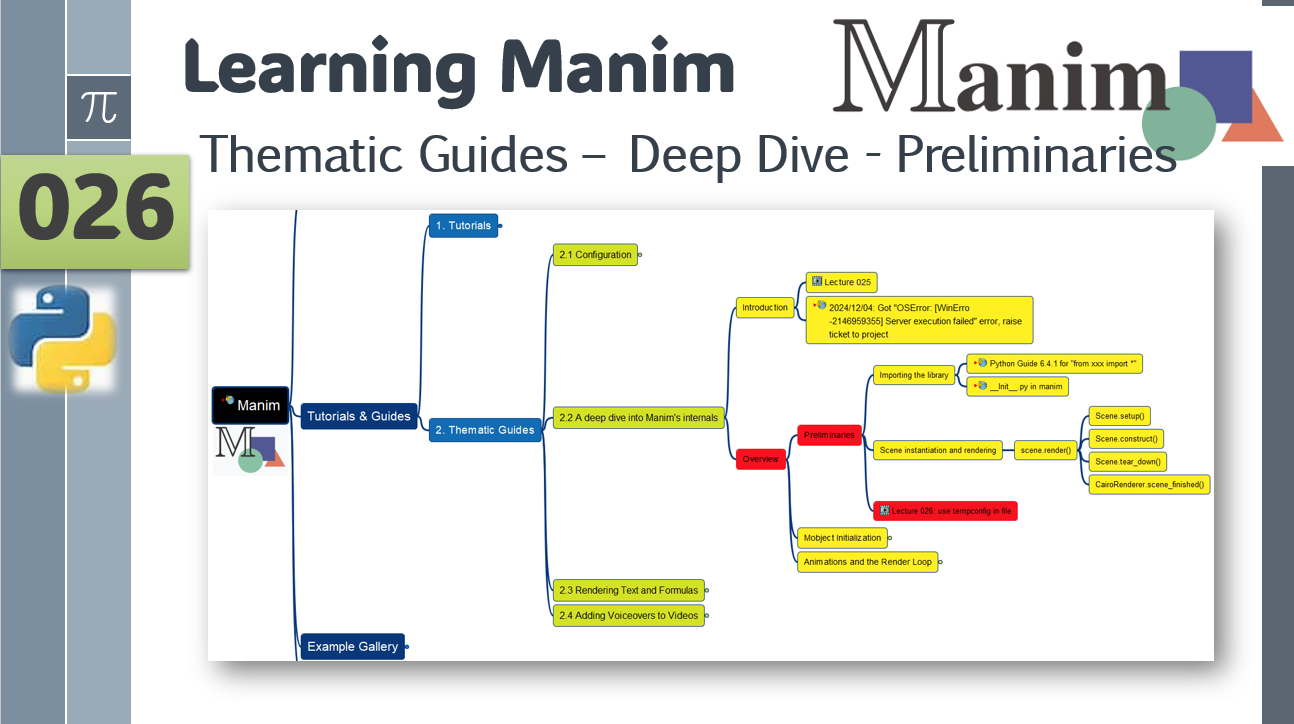 Learning Manim
Manim
π
Thematic Guides – Deep Dive - Preliminaries
026
1. Tutorials
2.1 Configuration
Lecture 025
Introduction
2024/12/04: Got "OSError: [WinErro
-2146959355] Server execution failed" error, raise
ticket to project
Python Guide 6.4.1 for "from xxx import *"
Importing the library
__Init__.py in manim
Manim
Tutorials & Guides
2. Thematic Guides
2.2 A deep dive into Manim's internals
Scene.setup()
Preliminaries
Scene.construct()
Scene instantiation and rendering
scene.render()
Overview
Scene.tear_down()
CairoRenderer.scene_finished()
Manim
Lecture 026: use tempconfig in file
Mobject Initialization
Animations and the Render Loop
2.3 Rendering Text and Formulas
2.4 Adding Voiceovers to Videos
Example Gallery